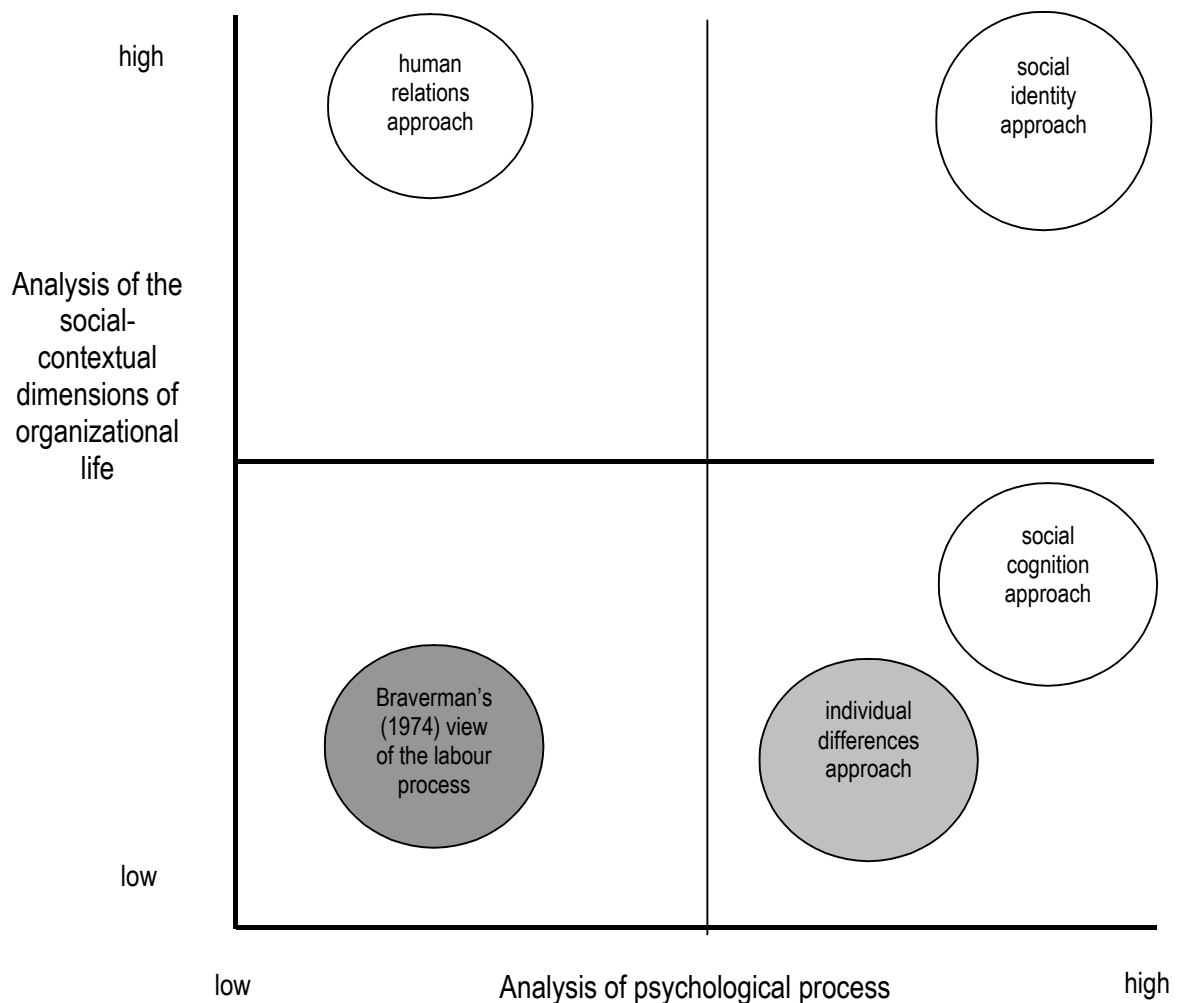 high
human
relations
approach
social
identity
approach
Analysis of the
social-
contextual
dimensions of
organizational
life
social
cognition
approach
Braverman’s
(1974) view
of the labour
process
individual
differences
approach
low
low
Analysis of psychological process
high